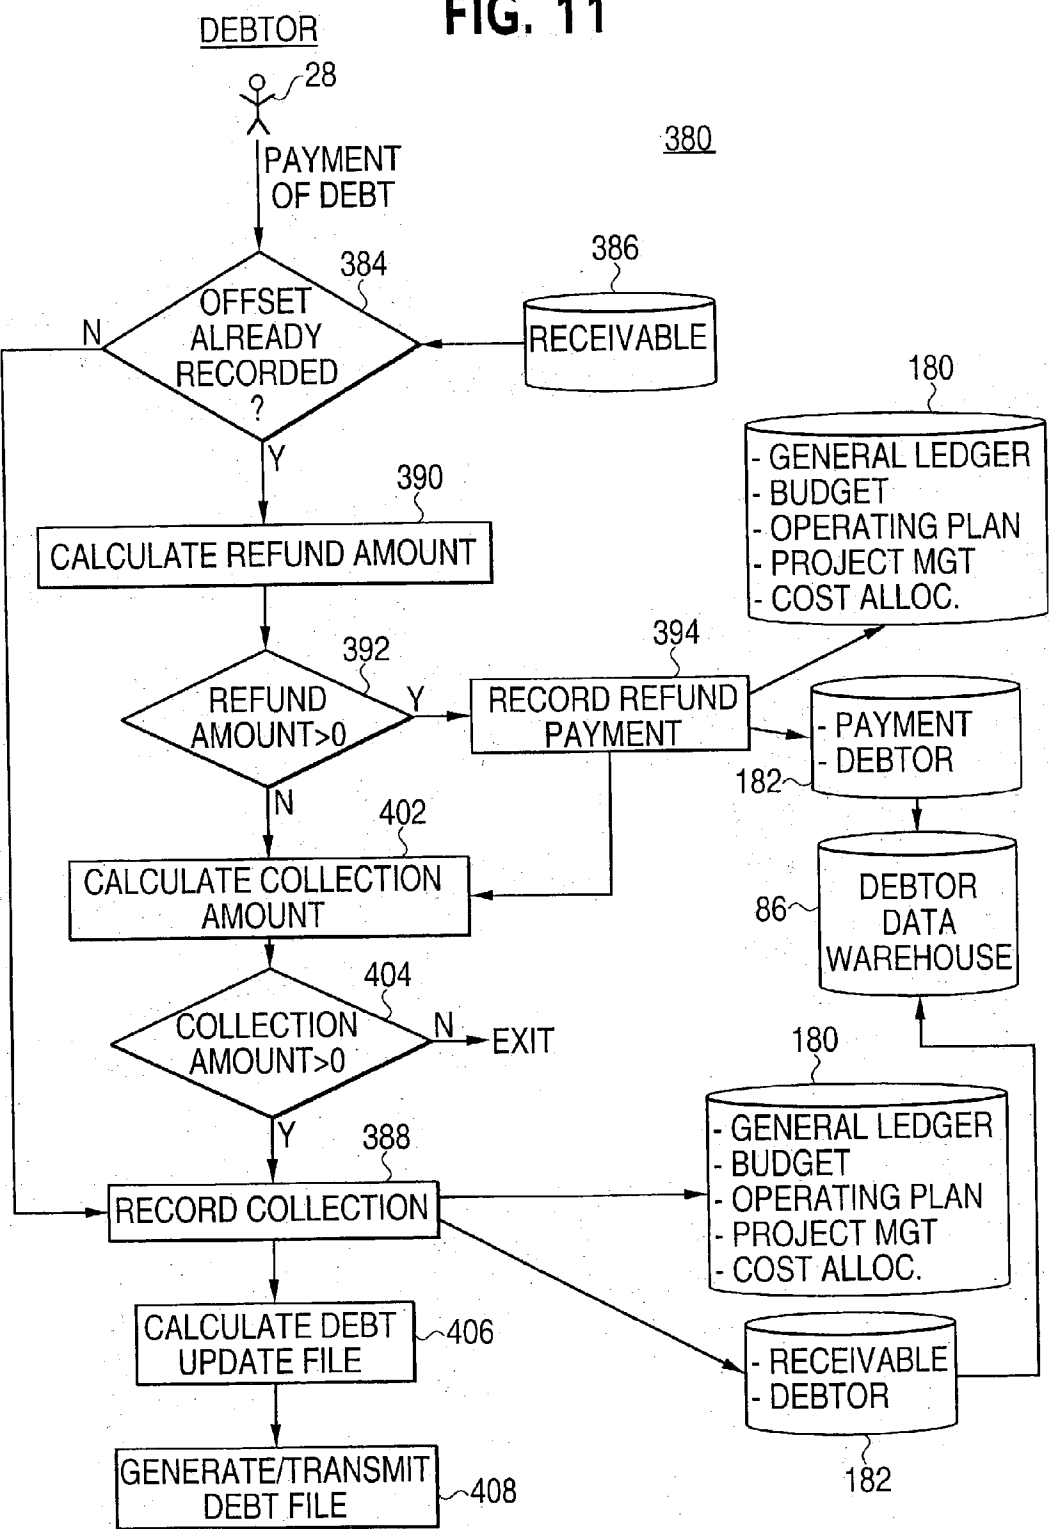 FIG. 11
DEBTOR
28
380
PAYMENT
OF DEBT
386
384
OFFSET
ALREADY
RECORDED
?
N
RECEIVABLE
180
Y
- GENERAL LEDGER
- BUDGET
- OPERATING PLAN
- PROJECT MGT
- COST ALLOC.
390
CALCULATE REFUND AMOUNT
394
392
REFUND
AMOUNT>0
Y
RECORD REFUND
PAYMENT
- PAYMENT
- DEBTOR
182
N
402
CALCULATE COLLECTION
AMOUNT
86
DEBTOR
DATA
WAREHOUSE
404
COLLECTION
AMOUNT>0
N
EXIT
180
Y
- GENERAL LEDGER
- BUDGET
- OPERATING PLAN
- PROJECT MGT
- COST ALLOC.
388
RECORD COLLECTION
CALCULATE DEBT
UPDATE FILE
406
- RECEIVABLE
- DEBTOR
182
GENERATE/TRANSMIT
DEBT FILE
408